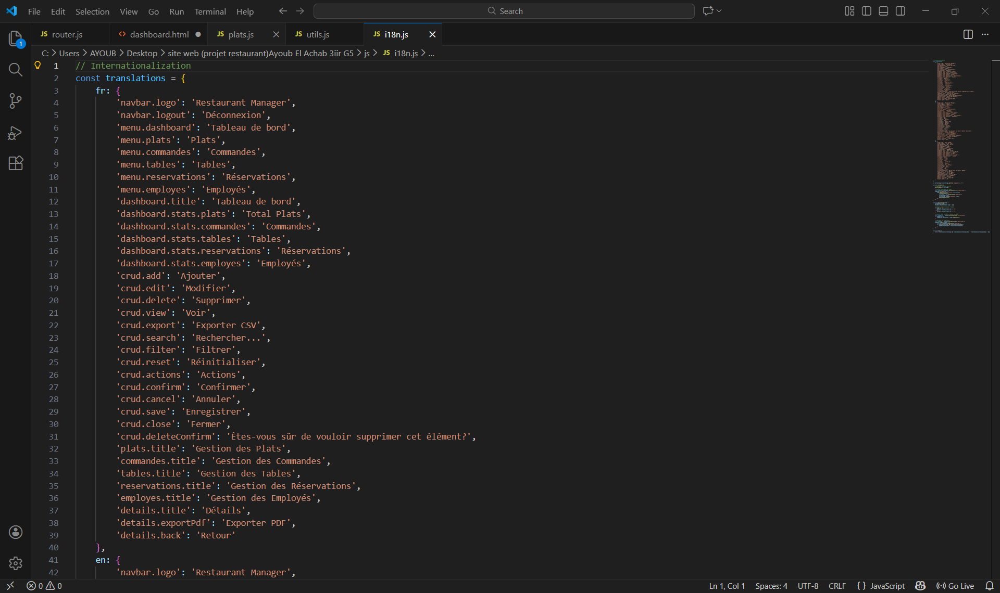 File Edit Selection View Go Run Terminal Help Search
1
JS router.js <> dashboard.html JS plats.js JS utils.js JS i18n.js
C: > Users > AYOUB > Desktop > site web (projet restaurant)Ayoub El Achab 3iir G5 > js > JS i18n.js > ...
1 // Internationalization
2 const translations = {
3 fr: {
4 'navbar.logo': 'Restaurant Manager',
5 'navbar.logout': 'Déconnexion',
6 'menu.dashboard': 'Tableau de bord',
7 'menu.plats': 'Plats',
8 'menu.commandes': 'Commandes',
9 'menu.tables': 'Tables',
10 'menu.reservations': 'Réservations',
11 'menu.employes': 'Employés',
12 'dashboard.title': 'Tableau de bord',
13 'dashboard.stats.plats': 'Total Plats',
14 'dashboard.stats.commandes': 'Commandes',
15 'dashboard.stats.tables': 'Tables',
16 'dashboard.stats.reservations': 'Réservations',
17 'dashboard.stats.employes': 'Employés',
18 'crud.add': 'Ajouter',
19 'crud.edit': 'Modifier',
20 'crud.delete': 'Supprimer',
21 'crud.view': 'Voir',
22 'crud.export': 'Exporter CSV',
23 'crud.search': 'Rechercher...',
24 'crud.filter': 'Filtrer',
25 'crud.reset': 'Réinitialiser',
26 'crud.actions': 'Actions',
27 'crud.confirm': 'Confirmer',
28 'crud.cancel': 'Annuler',
29 'crud.save': 'Enregistrer',
30 'crud.close': 'Fermer',
31 'crud.deleteConfirm': 'Êtes-vous sûr de vouloir supprimer cet élément?',
32 'plats.title': 'Gestion des Plats',
33 'commandes.title': 'Gestion des Commandes',
34 'tables.title': 'Gestion des Tables',
35 'reservations.title': 'Gestion des Réservations',
36 'employes.title': 'Gestion des Employés',
37 'details.title': 'Détails',
38 'details.exportPdf': 'Exporter PDF',
39 'details.back': 'Retour'
40 },
41 en: {
42 'navbar.logo': 'Restaurant Manager',
0 0 Ln 1, Col 1 Spaces: 4 UTF-8 CRLF { } JavaScript Go Live